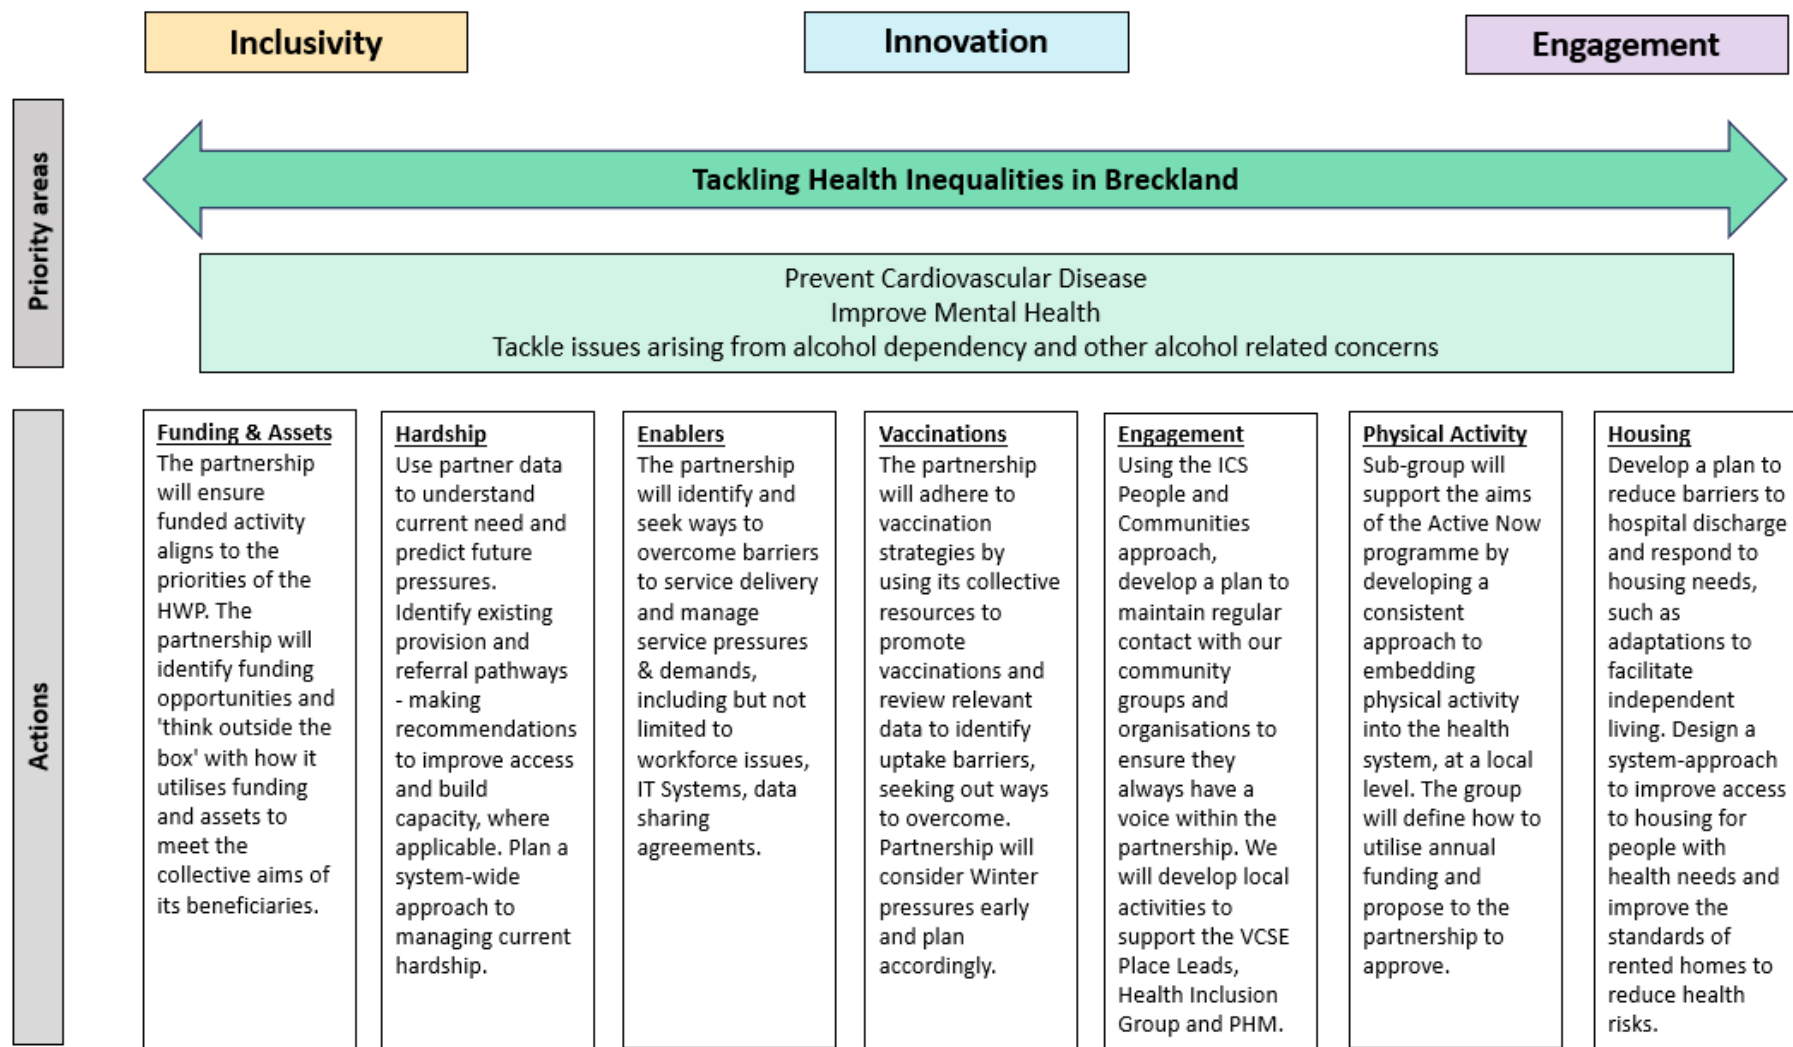 Inclusivity
Innovation
Engagement
Priority areas
Tackling Health Inequalities in Breckland
Prevent Cardiovascular Disease
Improve Mental Health
Tackle issues arising from alcohol dependency and other alcohol related concerns
Actions
Funding & Assets
The partnership
will ensure
funded activity
aligns to the
priorities of the
HWP. The
partnership will
identify funding
opportunities and
'think outside the
box' with how it
utilises funding
and assets to
meet the
collective aims of
its beneficiaries.
Hardship
Use partner data
to understand
current need and
predict future
pressures.
Identify existing
provision and
referral pathways
- making
recommendations
to improve access
and build
capacity, where
applicable. Plan a
system-wide
approach to
managing current
hardship.
Enablers
The partnership
will identify and
seek ways to
overcome barriers
to service delivery
and manage
service pressures
& demands,
including but not
limited to
workforce issues,
IT Systems, data
sharing
agreements.
Vaccinations
The partnership
will adhere to
vaccination
strategies by
using its collective
resources to
promote
vaccinations and
review relevant
data to identify
uptake barriers,
seeking out ways
to overcome.
Partnership will
consider Winter
pressures early
and plan
accordingly.
Engagement
Using the ICS
People and
Communities
approach,
develop a plan to
maintain regular
contact with our
community
groups and
organisations to
ensure they
always have a
voice within the
partnership. We
will develop local
activities to
support the VCSE
Place Leads,
Health Inclusion
Group and PHM.
Physical Activity
Sub-group will
support the aims
of the Active Now
programme by
developing a
consistent
approach to
embedding
physical activity
into the health
system, at a local
level. The group
will define how to
utilise annual
funding and
propose to the
partnership to
approve.
Housing
Develop a plan to
reduce barriers to
hospital discharge
and respond to
housing needs,
such as
adaptations to
facilitate
independent
living. Design a
system-approach
to improve access
to housing for
people with
health needs and
improve the
standards of
rented homes to
reduce health
risks.